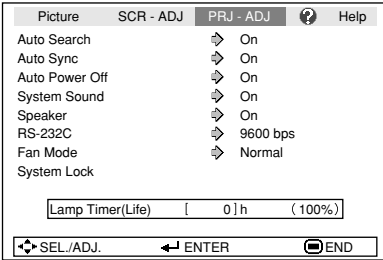 Picture SCR - ADJ PRJ - ADJ ? Help
Auto Search On
Auto Sync On
Auto Power Off On
System Sound On
Speaker On
RS-232C 9600 bps
Fan Mode Normal
System Lock
Lamp Timer(Life) [ 0] h (100%)
SEL./ADJ. ENTER END